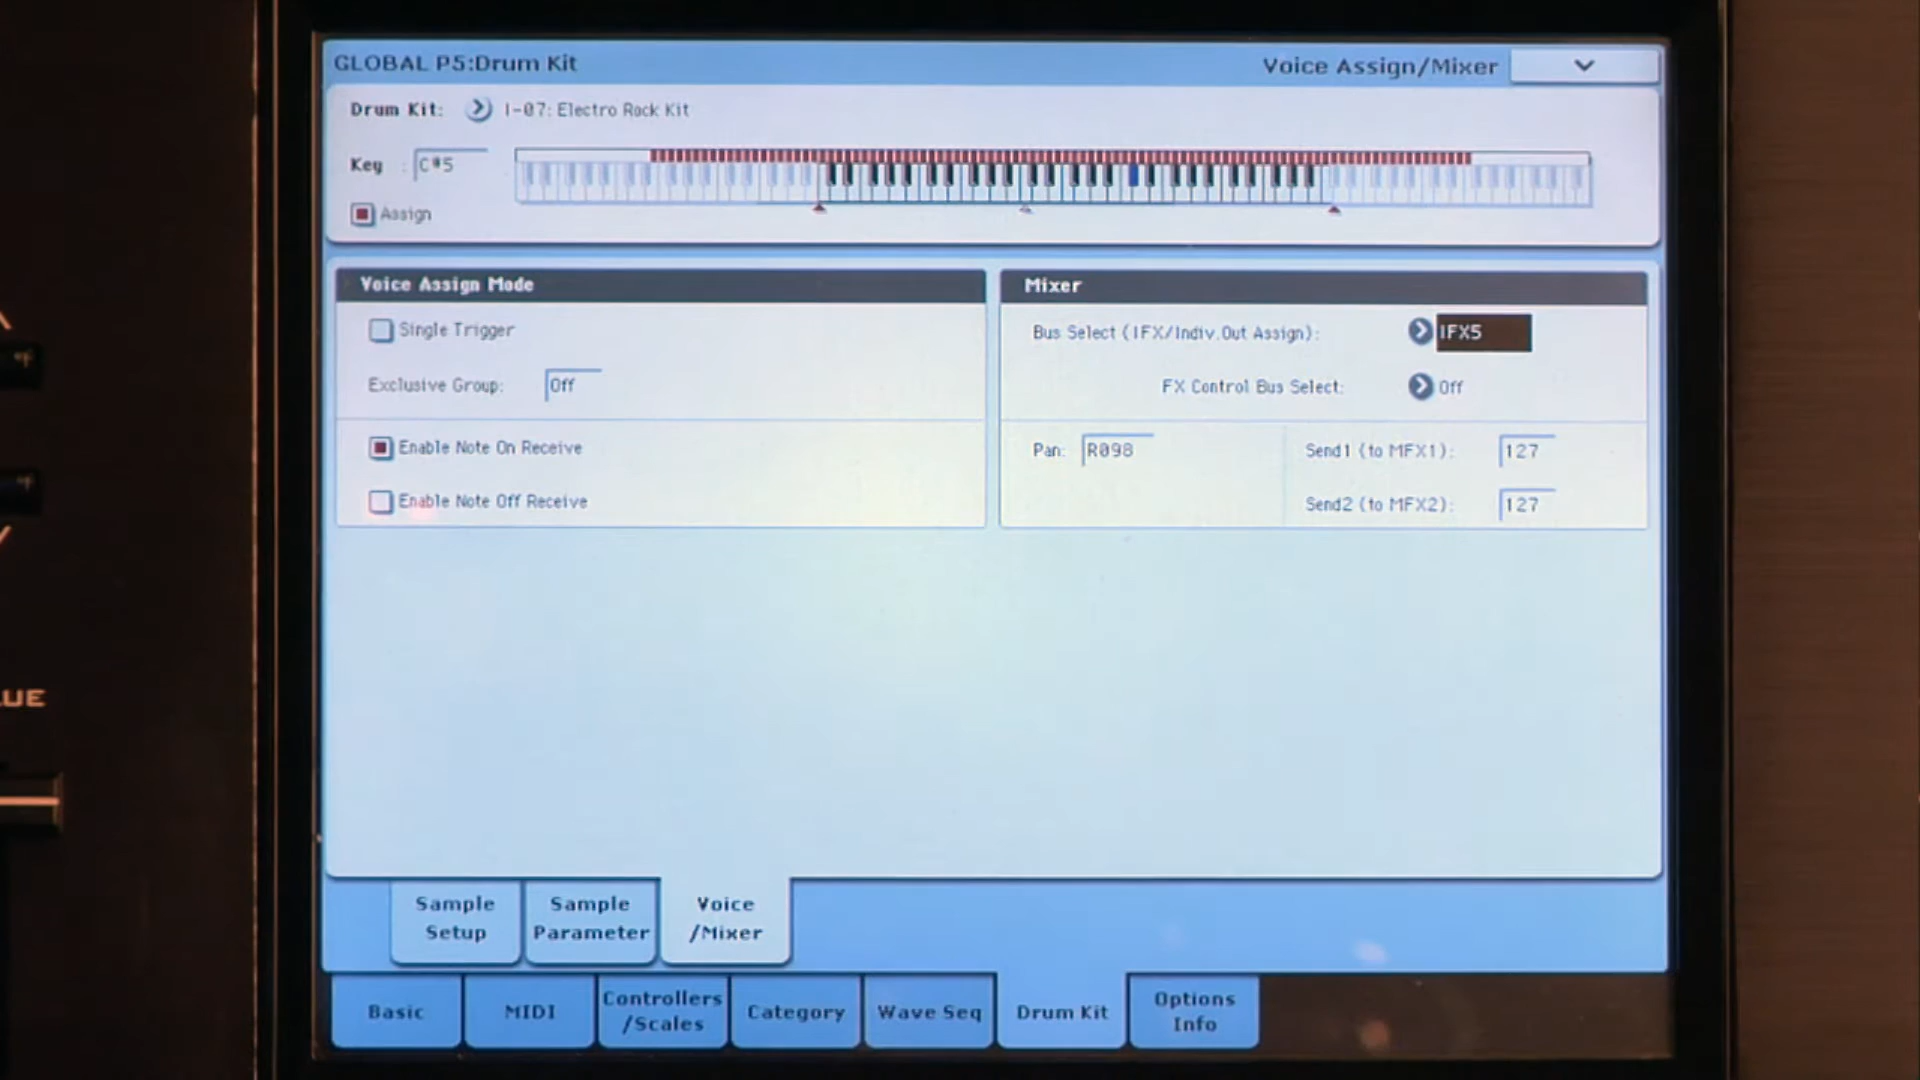 GLOBAL P5:Drum Kit
Voice Assign/Mixer
Drum Kit: I-07: Electro Rock Kit
Key : C#5
Assign
Voice Assign Mode
Single Trigger
Exclusive Group: Off
Enable Note On Receive
Enable Note Off Receive
Mixer
Bus Select (IFX/Indiv.Out Assign): IFX5
FX Control Bus Select: Off
Pan: R098
Send1 (to MFX1): 127
Send2 (to MFX2): 127
LUE
Sample Setup
Sample Parameter
Voice /Mixer
Basic
MIDI
Controllers /Scales
Category
Wave Seq
Drum Kit
Options Info